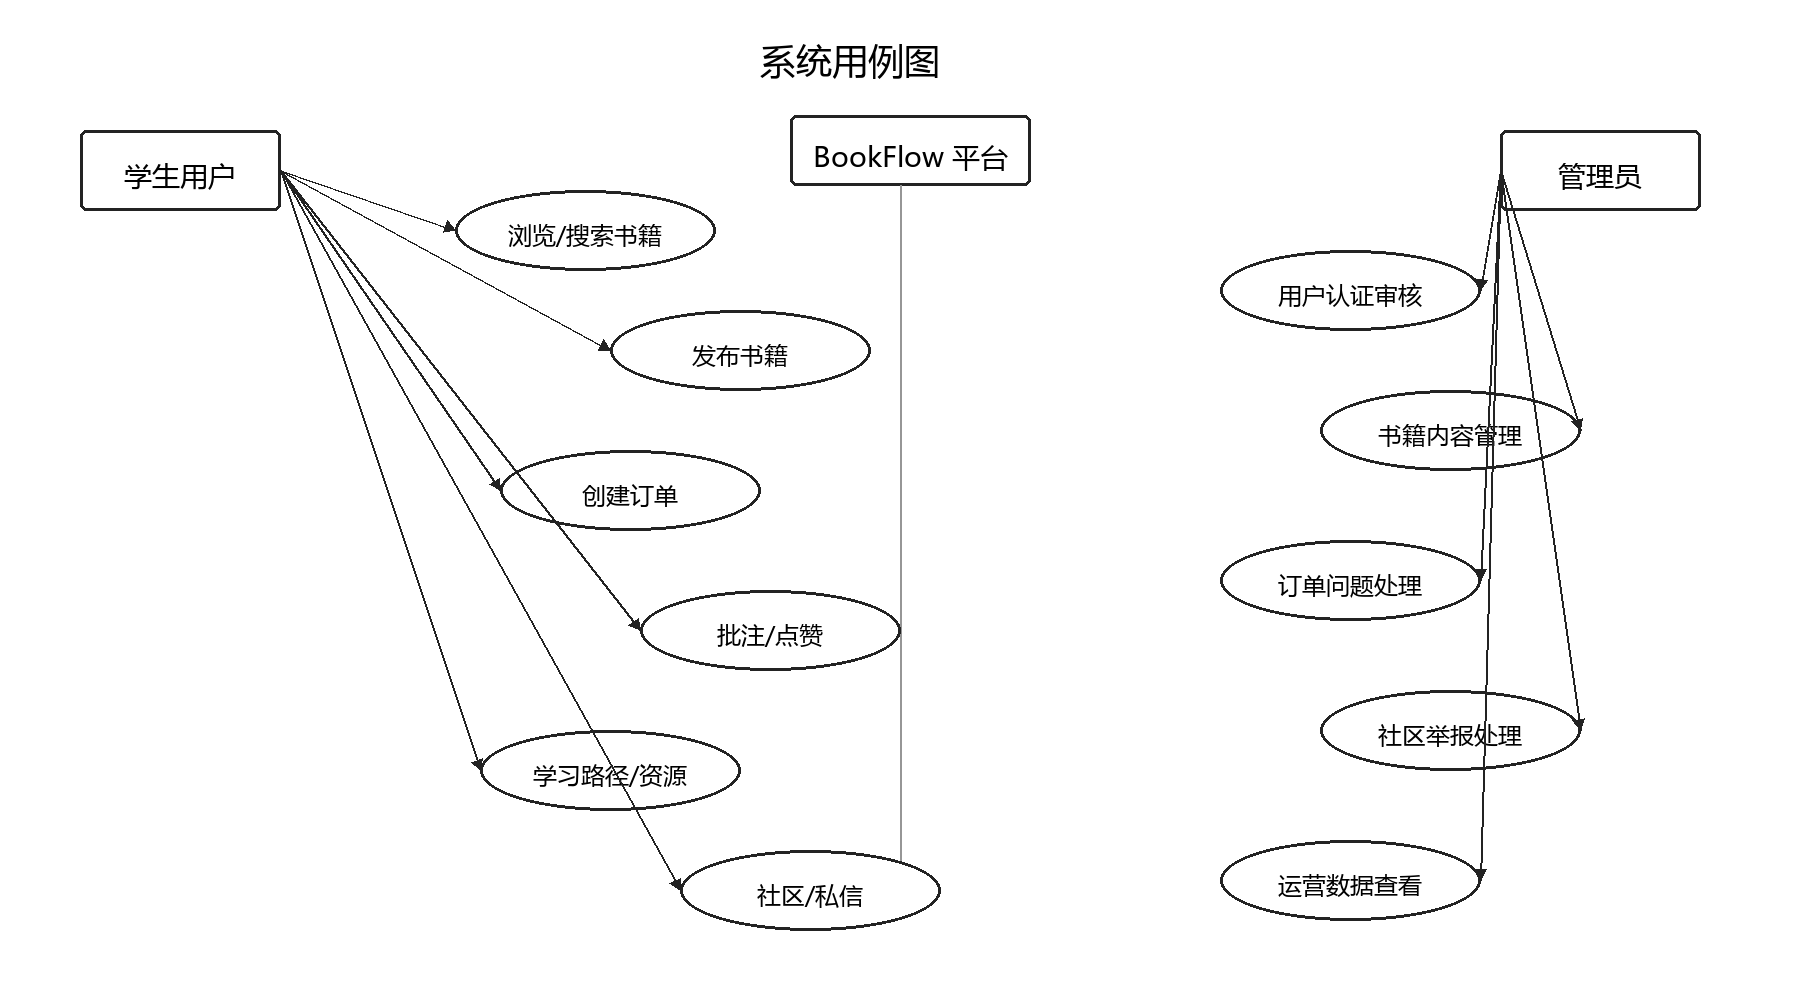 系统用例图
学生用户
BookFlow 平台
管理员
浏览/搜索书籍
发布书籍
创建订单
批注/点赞
学习路径/资源
社区/私信
用户认证审核
书籍内容管理
订单问题处理
社区举报处理
运营数据查看